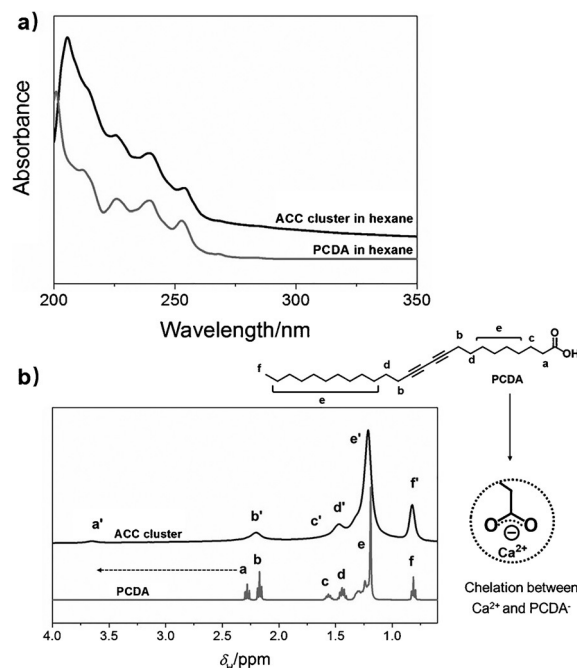 a)
Absorbance
ACC cluster in hexane
PCDA in hexane
200 250 300 350
Wavelength/nm
b)
f
e
d
b
b
d
e
c
a
O
OH
PCDA
a'
b'
c'
d'
e'
f'
ACC cluster
a
b
c
d
e
f
PCDA
4.0 3.5 3.0 2.5 2.0 1.5 1.0
δH/ppm
O
O
Ca²⁺
Chelation between
Ca²⁺ and PCDA⁻